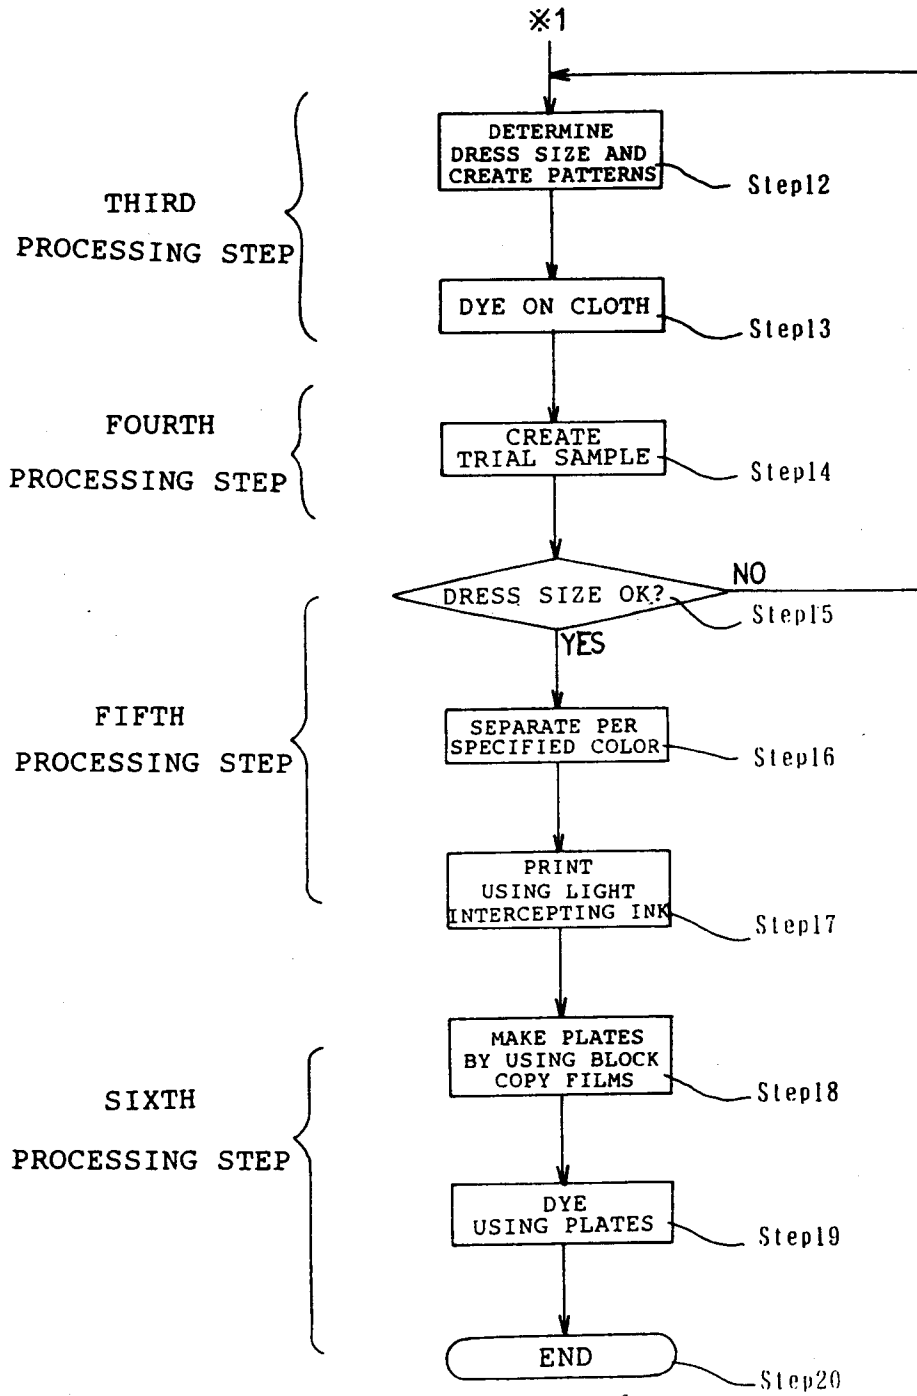 ※1
DETERMINE
DRESS SIZE AND
CREATE PATTERNS
Step12
THIRD
PROCESSING STEP
DYE ON CLOTH
Step13
FOURTH
PROCESSING STEP
CREATE
TRIAL SAMPLE
Step14
DRESS SIZE OK?
NO
Step15
YES
FIFTH
PROCESSING STEP
SEPARATE PER
SPECIFIED COLOR
Step16
PRINT
USING LIGHT
INTERCEPTING INK
Step17
MAKE PLATES
BY USING BLOCK
COPY FILMS
Step18
SIXTH
PROCESSING STEP
DYE
USING PLATES
Step19
END
Step20